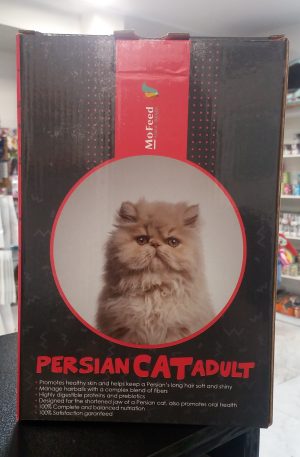 MoFeed
PERSIAN CAT ADULT
- Promotes healthy skin and helps keep a Persian's long hair soft and shiny
- Manage hairballs with a complex blend of fibers
- Highly digestible proteins and prebiotics
- Designed for the shortened jaw of a Persian cat, also promotes oral health
- 100% Complete and balanced nutration
- 100% Satisfaction garanteed